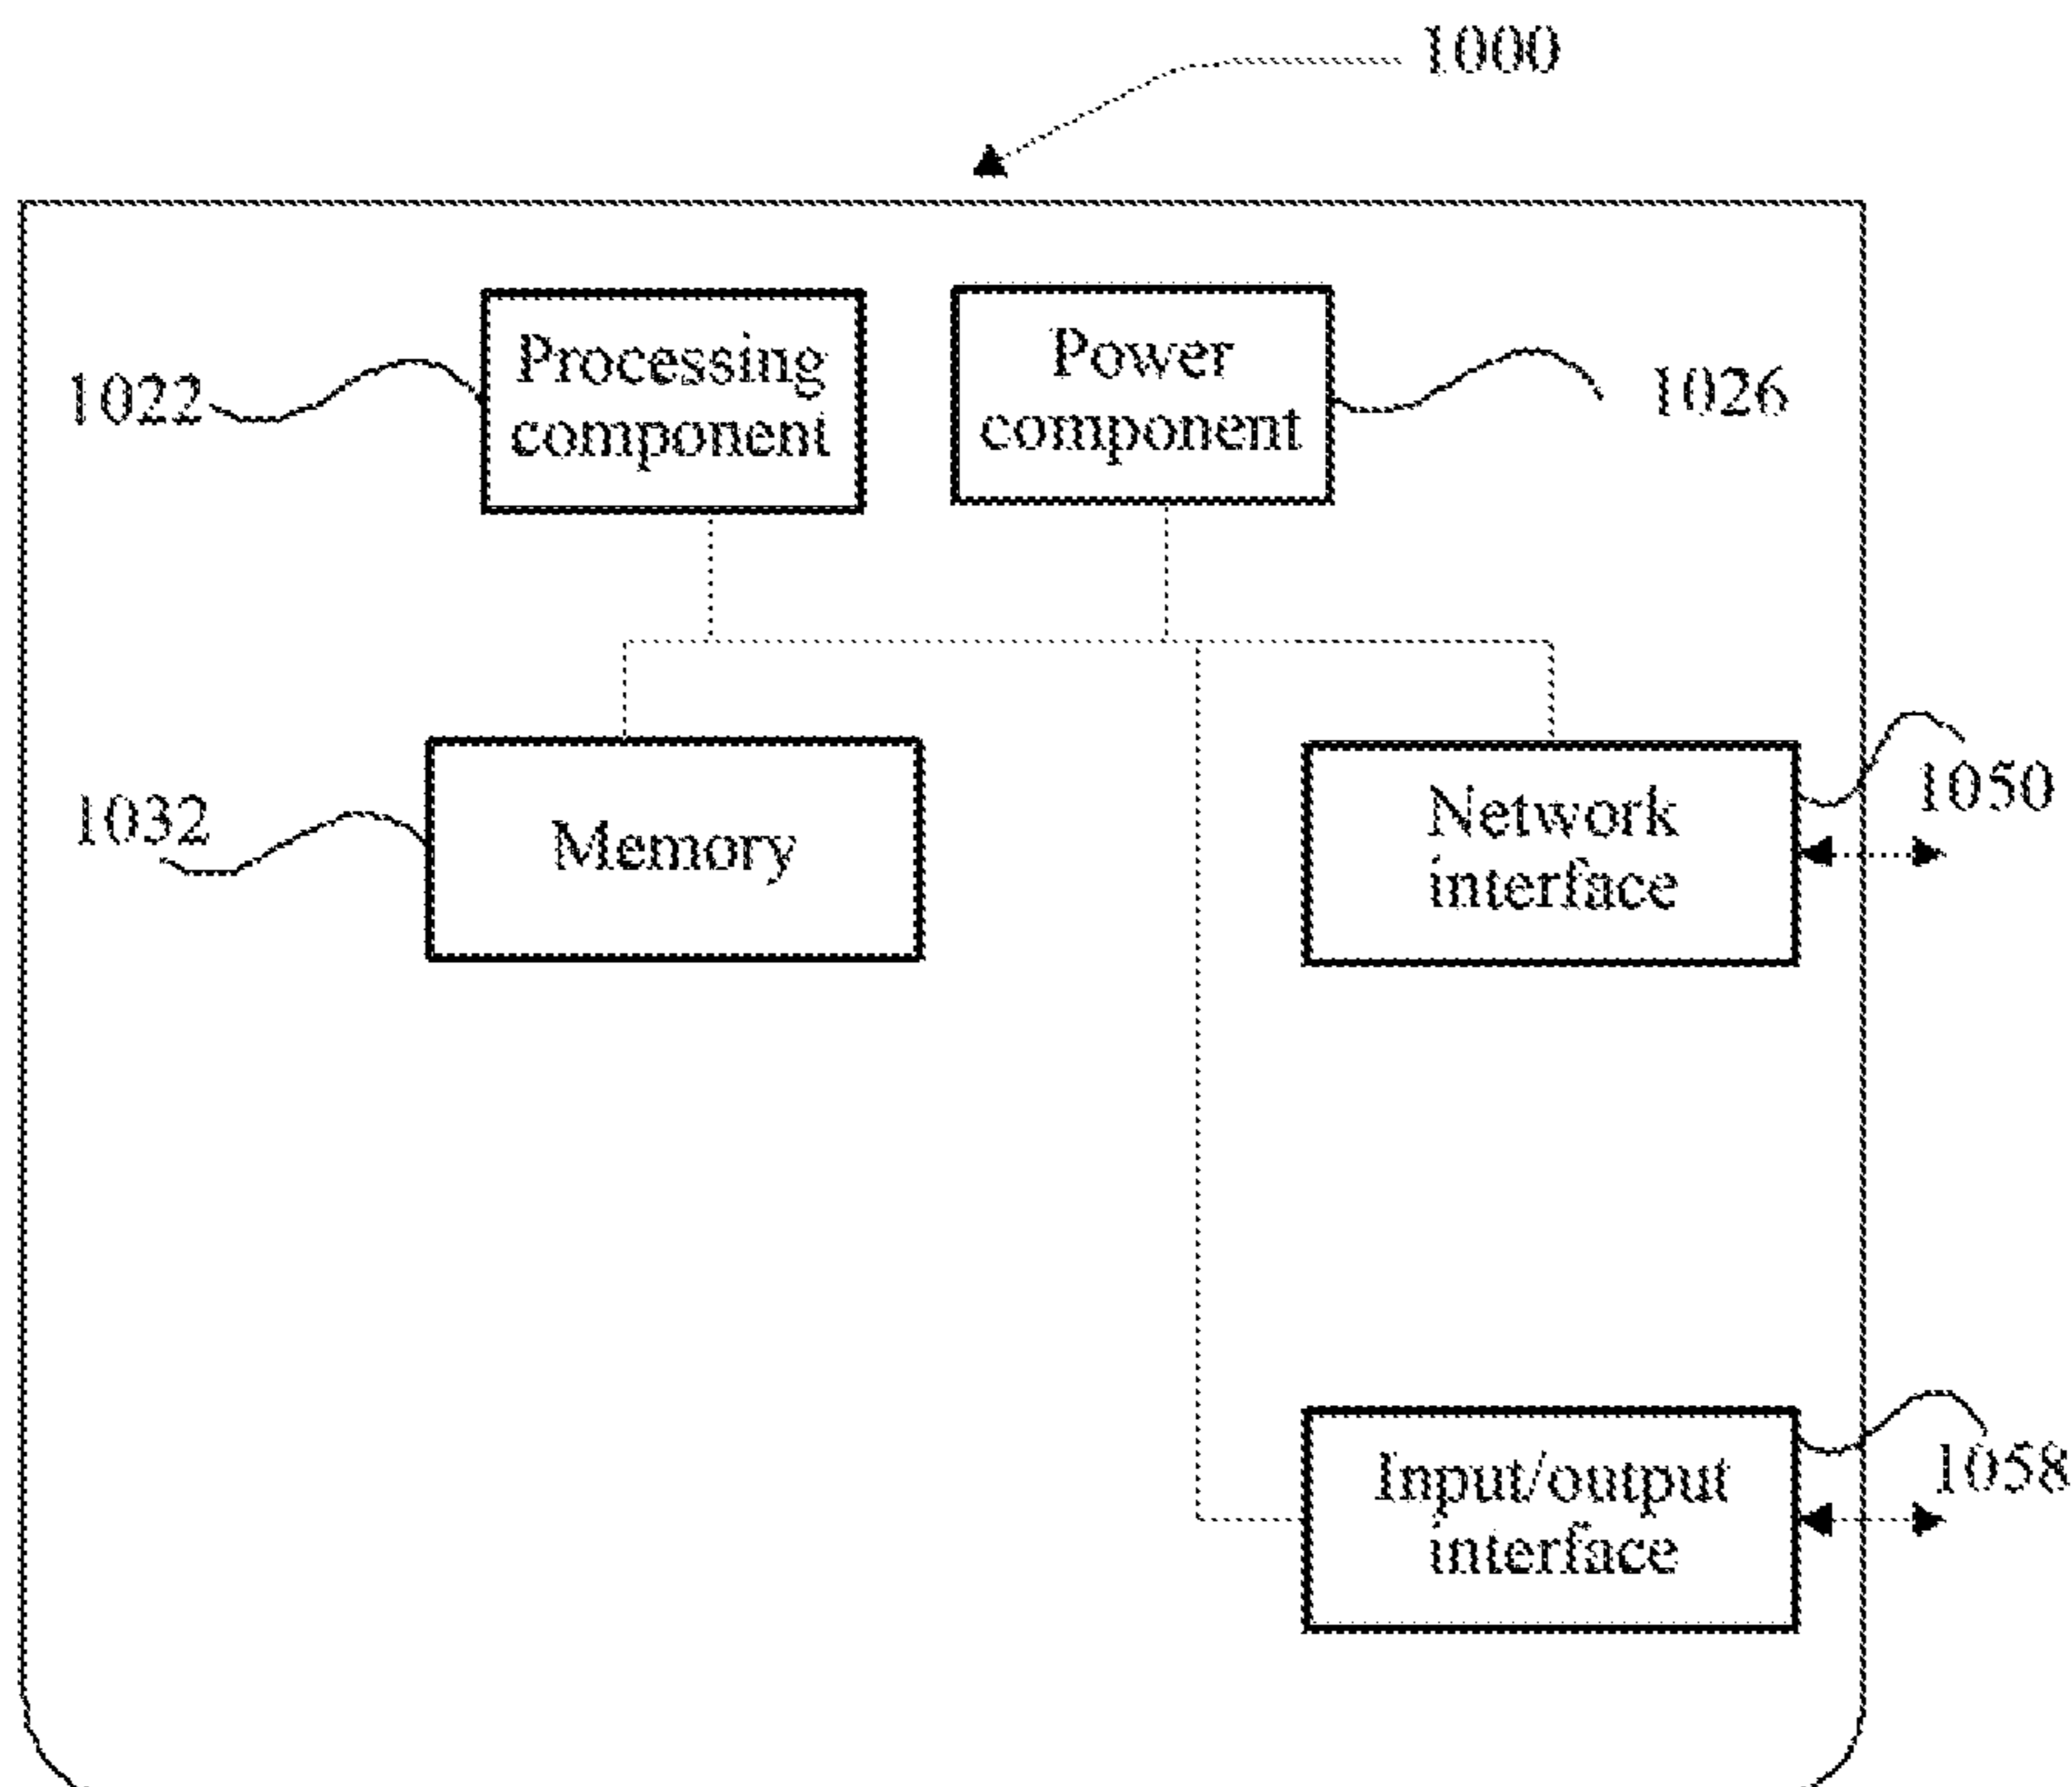 1000
Processing
component
Power
component
1022
1026
Memory
1032
Network
interface
1050
Input/output
interface
1058